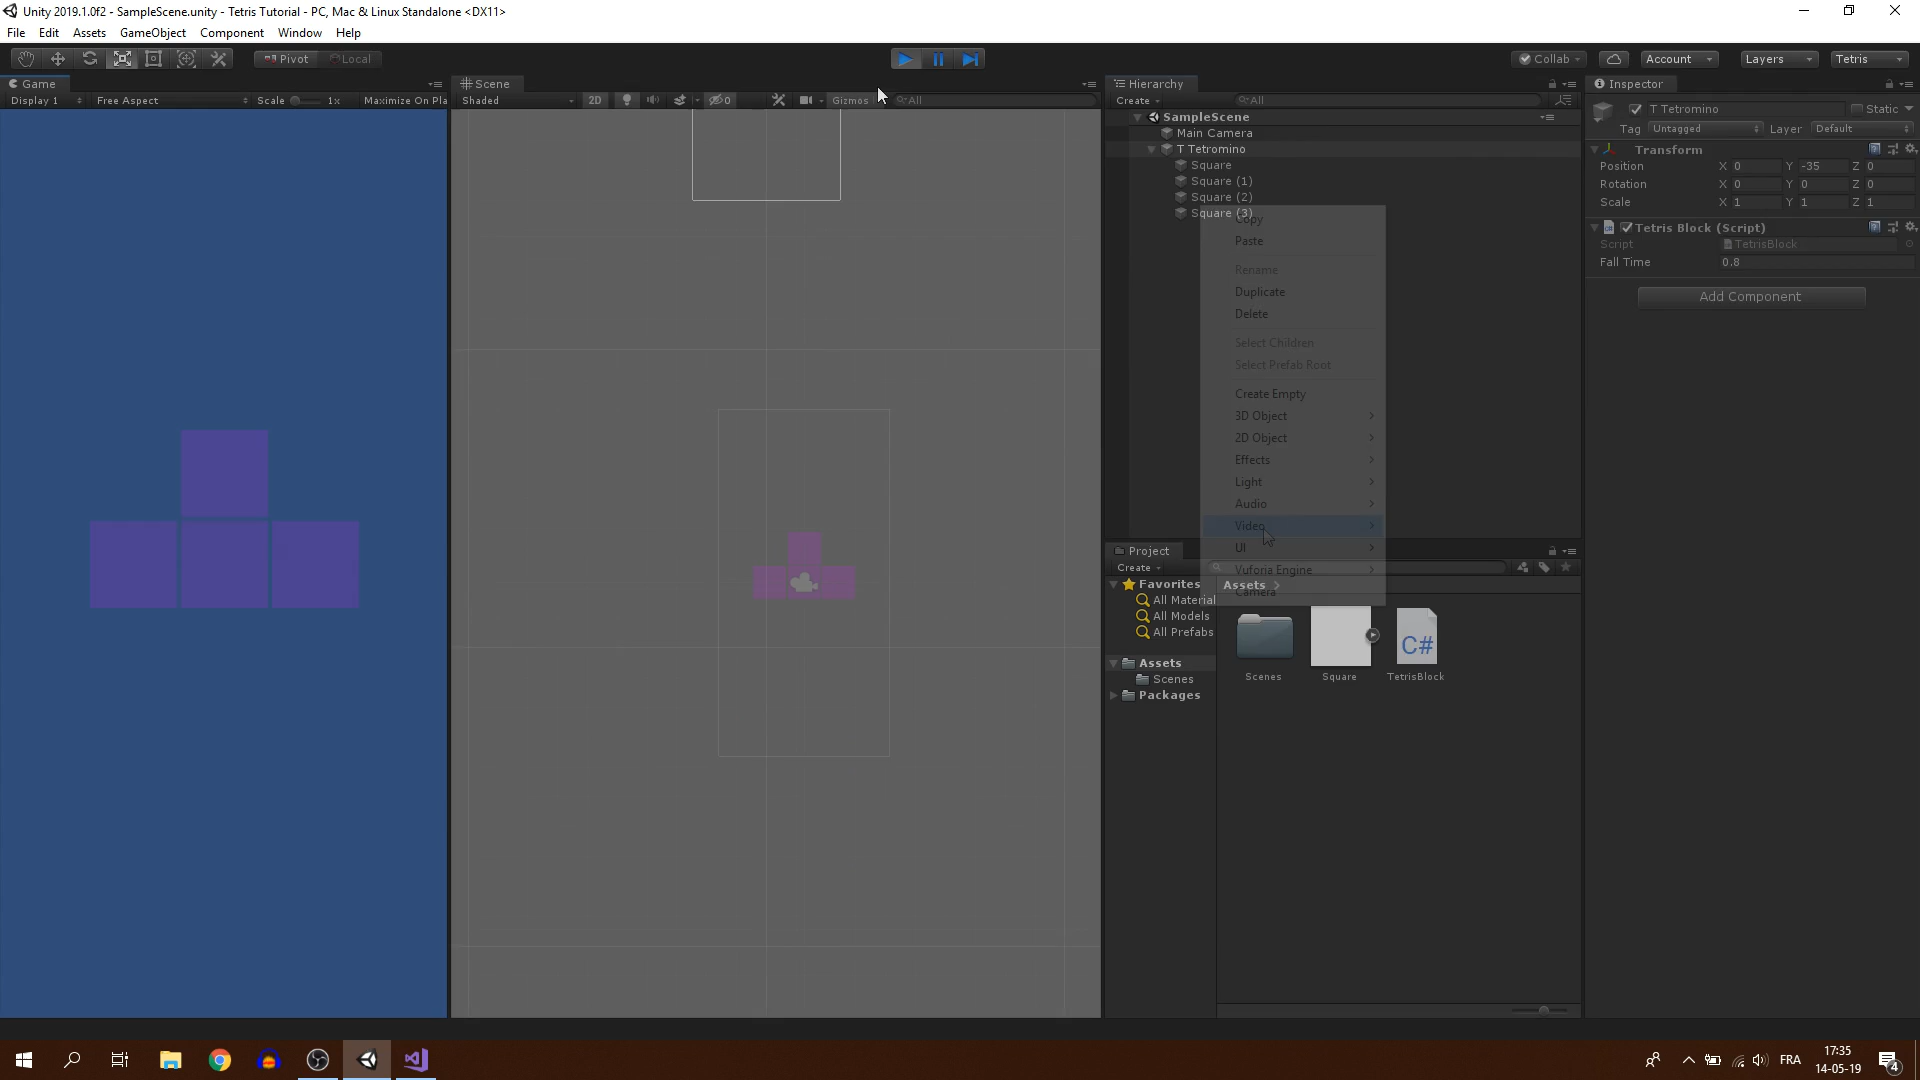 Unity 2019.1.0f2 - SampleScene.unity - Tetris Tutorial - PC, Mac & Linux Standalone <DX11>
File Edit Assets GameObject Component Window Help
Pivot Local
Collab Account Layers Tetris
Game
Display 1 Free Aspect Scale 1x Maximize On Pla
Scene
Shaded 2D 0 Gizmos All
Hierarchy
Create All
SampleScene
Main Camera
T Tetromino
Square
Square (1)
Square (2)
Square (3)
Copy
Paste
Rename
Duplicate
Delete
Select Children
Select Prefab Root
Create Empty
3D Object
2D Object
Effects
Light
Audio
Video
UI
Vuforia Engine
Camera
Project
Create
Favorites
All Material
All Models
All Prefabs
Assets
Scenes
Packages
Assets
C#
Scenes Square TetrisBlock
Inspector
T Tetromino Static
Tag Untagged Layer Default
Transform
Position X 0 Y -35 Z 0
Rotation X 0 Y 0 Z 0
Scale X 1 Y 1 Z 1
Tetris Block (Script)
Script TetrisBlock
Fall Time 0.8
Add Component
FRA
17:35
14-05-19
4